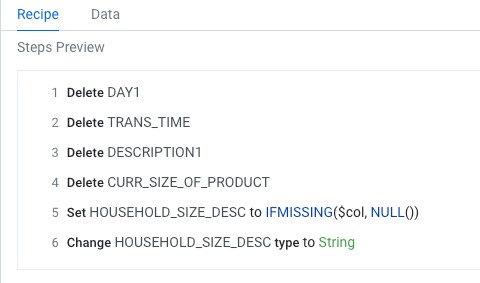 Recipe Data
Steps Preview
1 Delete DAY1
2 Delete TRANS_TIME
3 Delete DESCRIPTION1
4 Delete CURR_SIZE_OF_PRODUCT
5 Set HOUSEHOLD_SIZE_DESC to IFMISSING($col, NULL())
6 Change HOUSEHOLD_SIZE_DESC type to String